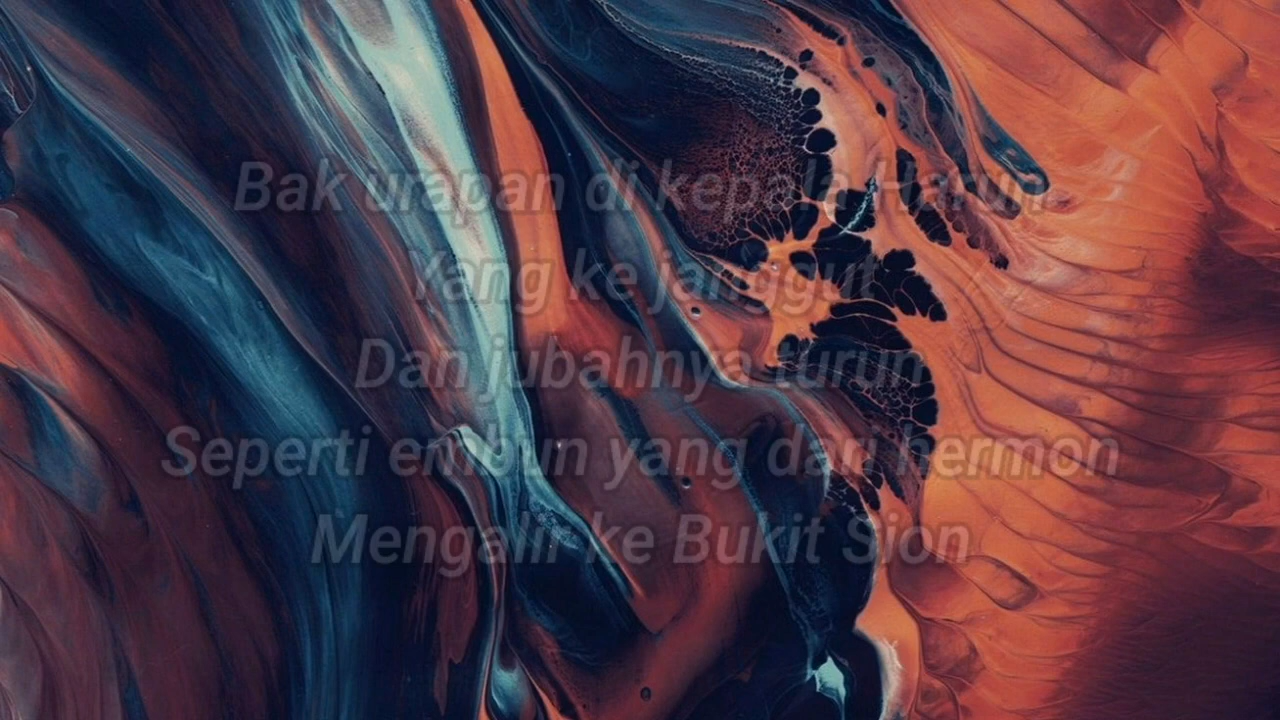 Bak urapan di kepala Harun
Yang ke janggut
Dan jubahnya turun
Seperti embun yang dari hermon
Mengalir ke Bukit Sion